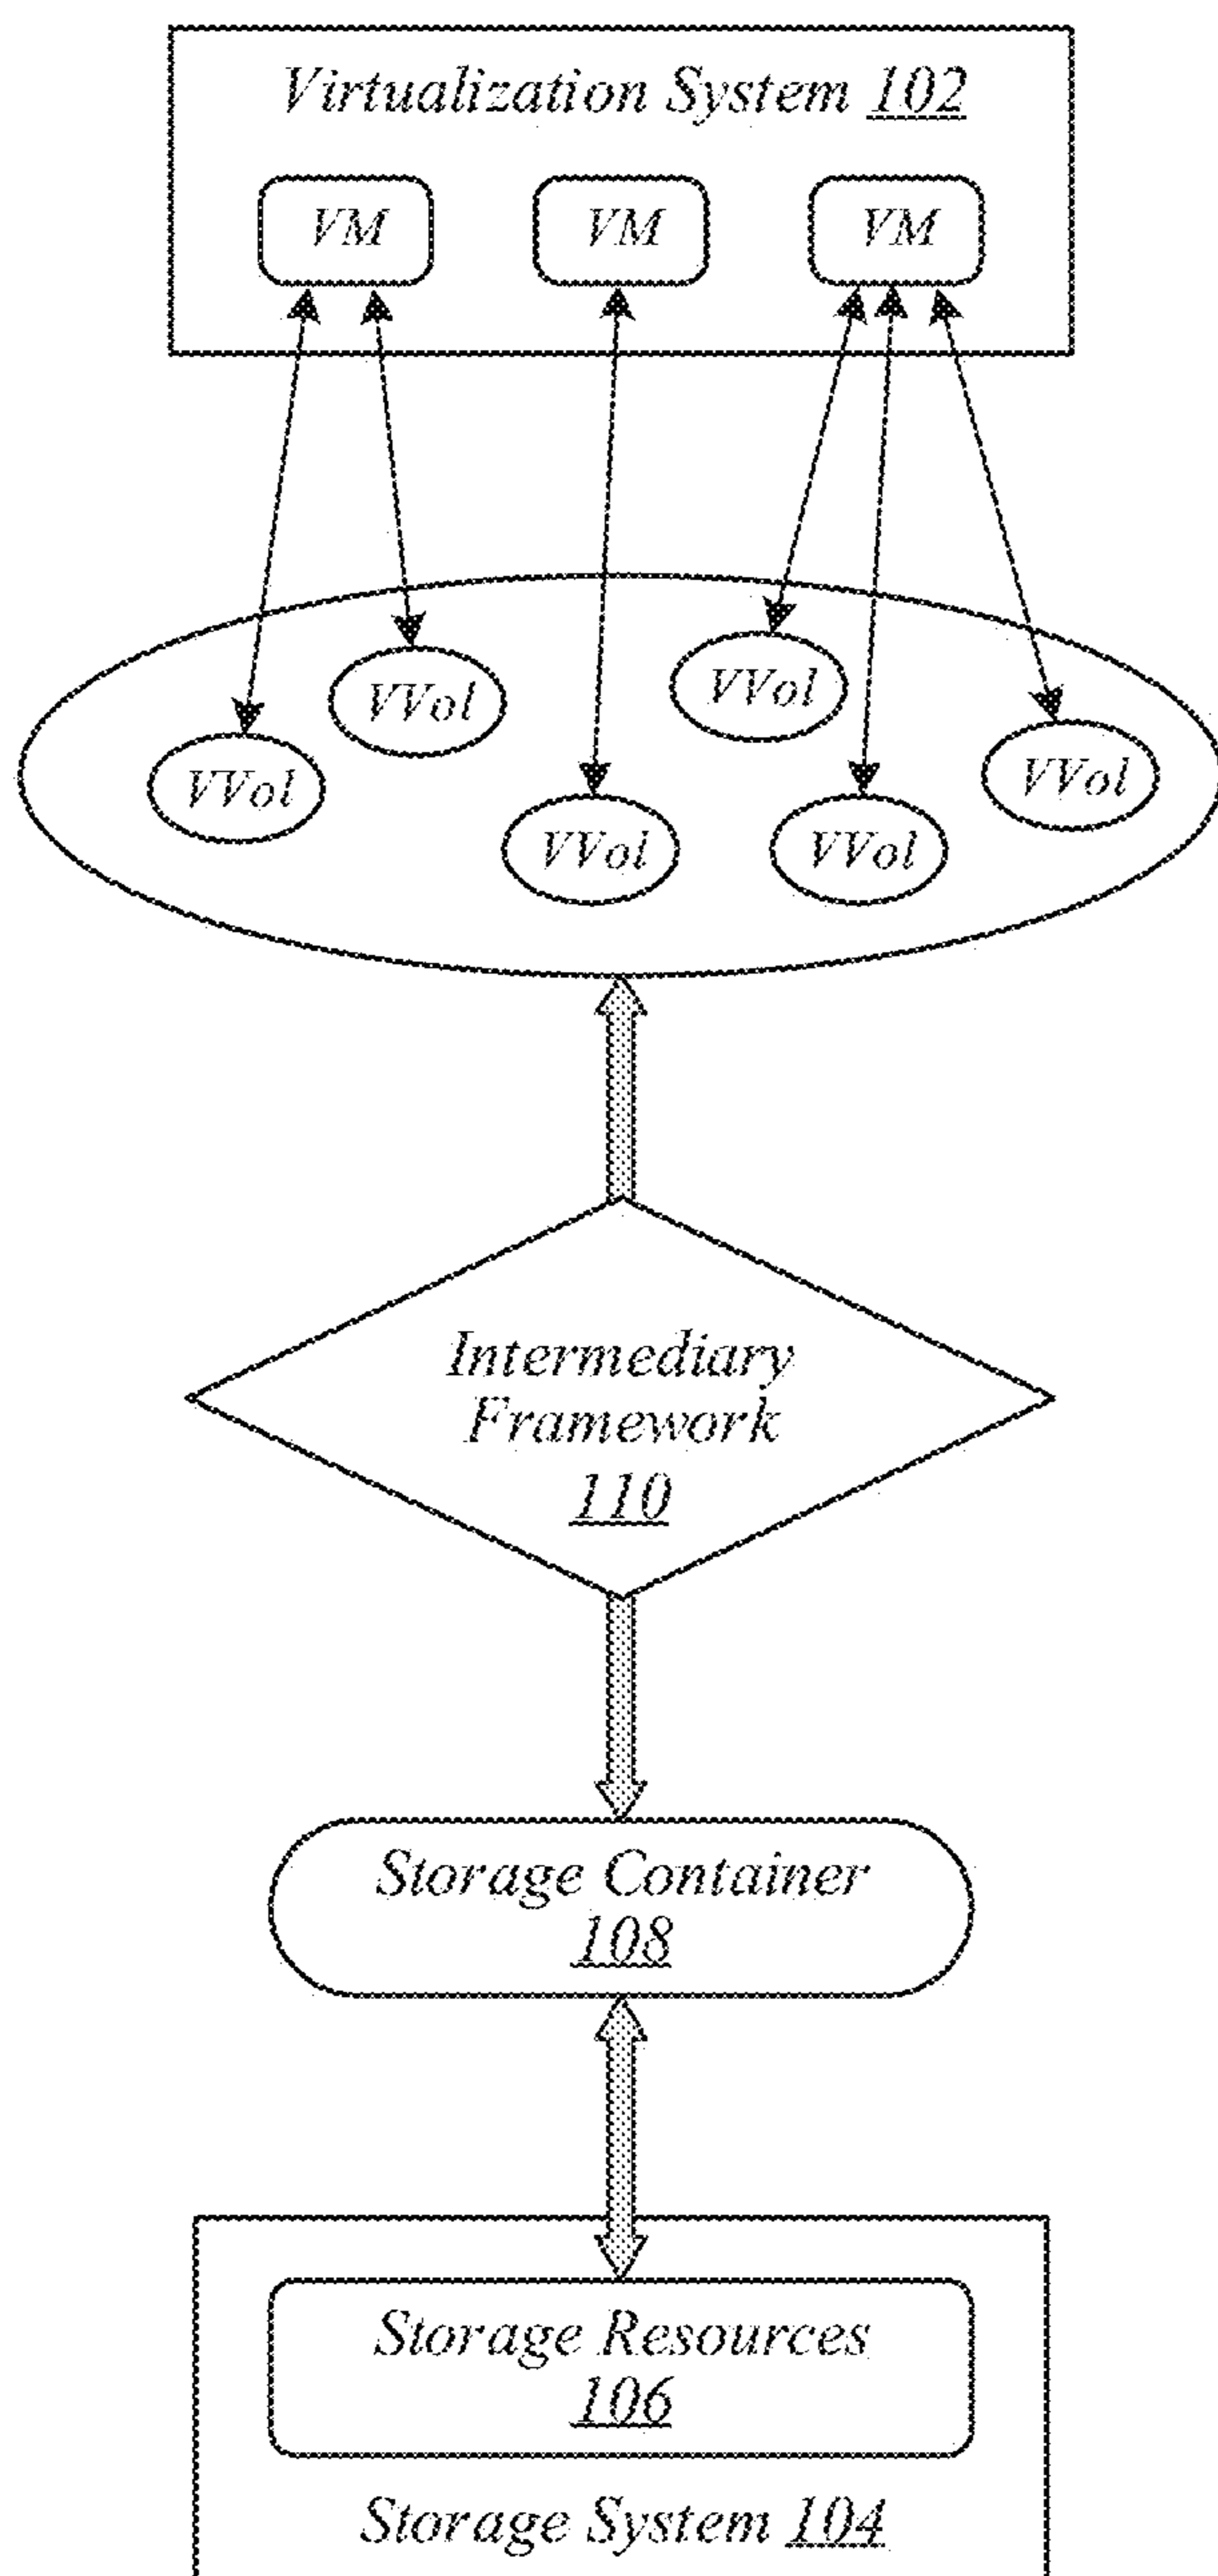 Virtualization System 102
VM VM VM
VVol VVol
VVol VVol
VVol VVol
Intermediary
Framework
110
Storage Container
108
Storage Resources
106
Storage System 104